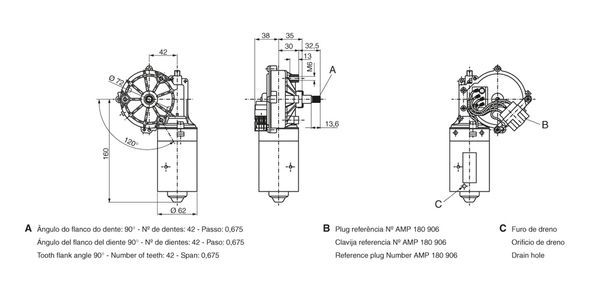 38
35
42
30
32,5
13
M6
A
Ø 72
B
120°
13,6
160
C
Ø 62
A Ângulo do flanco do dente: 90° - Nº de dentes: 42 - Passo: 0,675
Ángulo del flanco del diente 90° - Nº de dientes: 42 - Paso: 0,675
Tooth flank angle 90° - Number of teeth: 42 - Span: 0,675
B Plug referência Nº AMP 180 906
Clavija referencia Nº AMP 180 906
Reference plug Number AMP 180 906
C Furo de dreno
Orificio de dreno
Drain hole